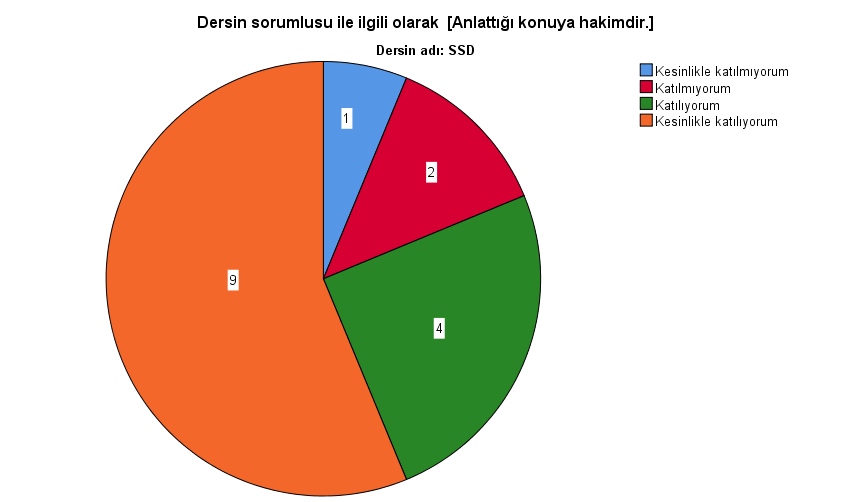 Dersin sorumlusu ile ilgili olarak [Anlattığı konuya hakimdir.]
Dersin adı: SSD
Kesinlikle katılmıyorum
Katılmıyorum
Katılıyorum
Kesinlikle katılıyorum
1
2
9
4